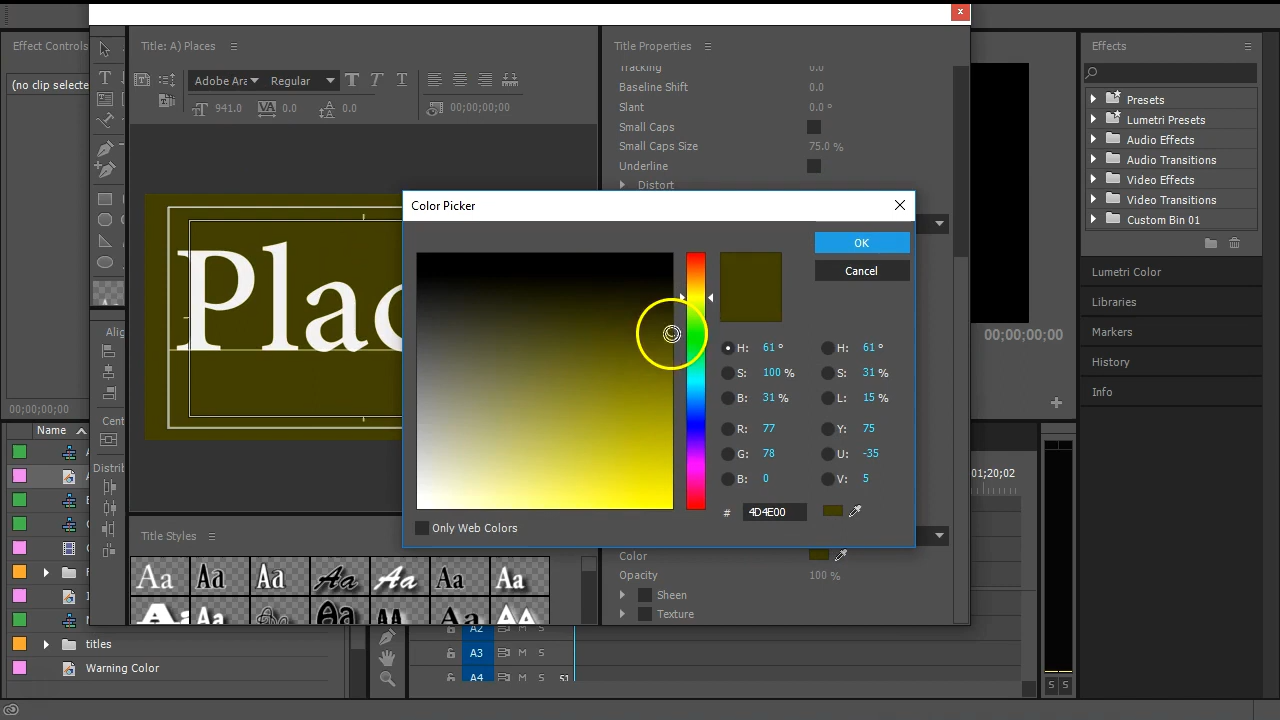 Effect Controls
(no clip selecte
Title: A) Places
Adobe Ara
Regular
941.0
VA 0.0
0.0
00;00;00;00
Title Properties
Tracking 0.0
Baseline Shift 0.0
Slant 0.0 °
Small Caps
Small Caps Size 75.0 %
Underline
Distort
Plac
Color Picker
OK
Cancel
H: 61 °
S: 100 %
B: 31 %
R: 77
G: 78
B: 0
H: 61 °
S: 31 %
L: 15 %
Y: 75
U: -35
V: 5
# 4D4E00
Only Web Colors
Color
Opacity 100 %
Sheen
Texture
Alig
Cent
Distrib
Title Styles
Aa Aa Aa Aa Aa Aa Aa
Effects
Presets
Lumetri Presets
Audio Effects
Audio Transitions
Video Effects
Video Transitions
Custom Bin 01
Lumetri Color
Libraries
Markers
History
Info
00;00;00;00
00;00;00;00
Name
titles
Warning Color
A2 M S
A3 M S
A4 M S
S S